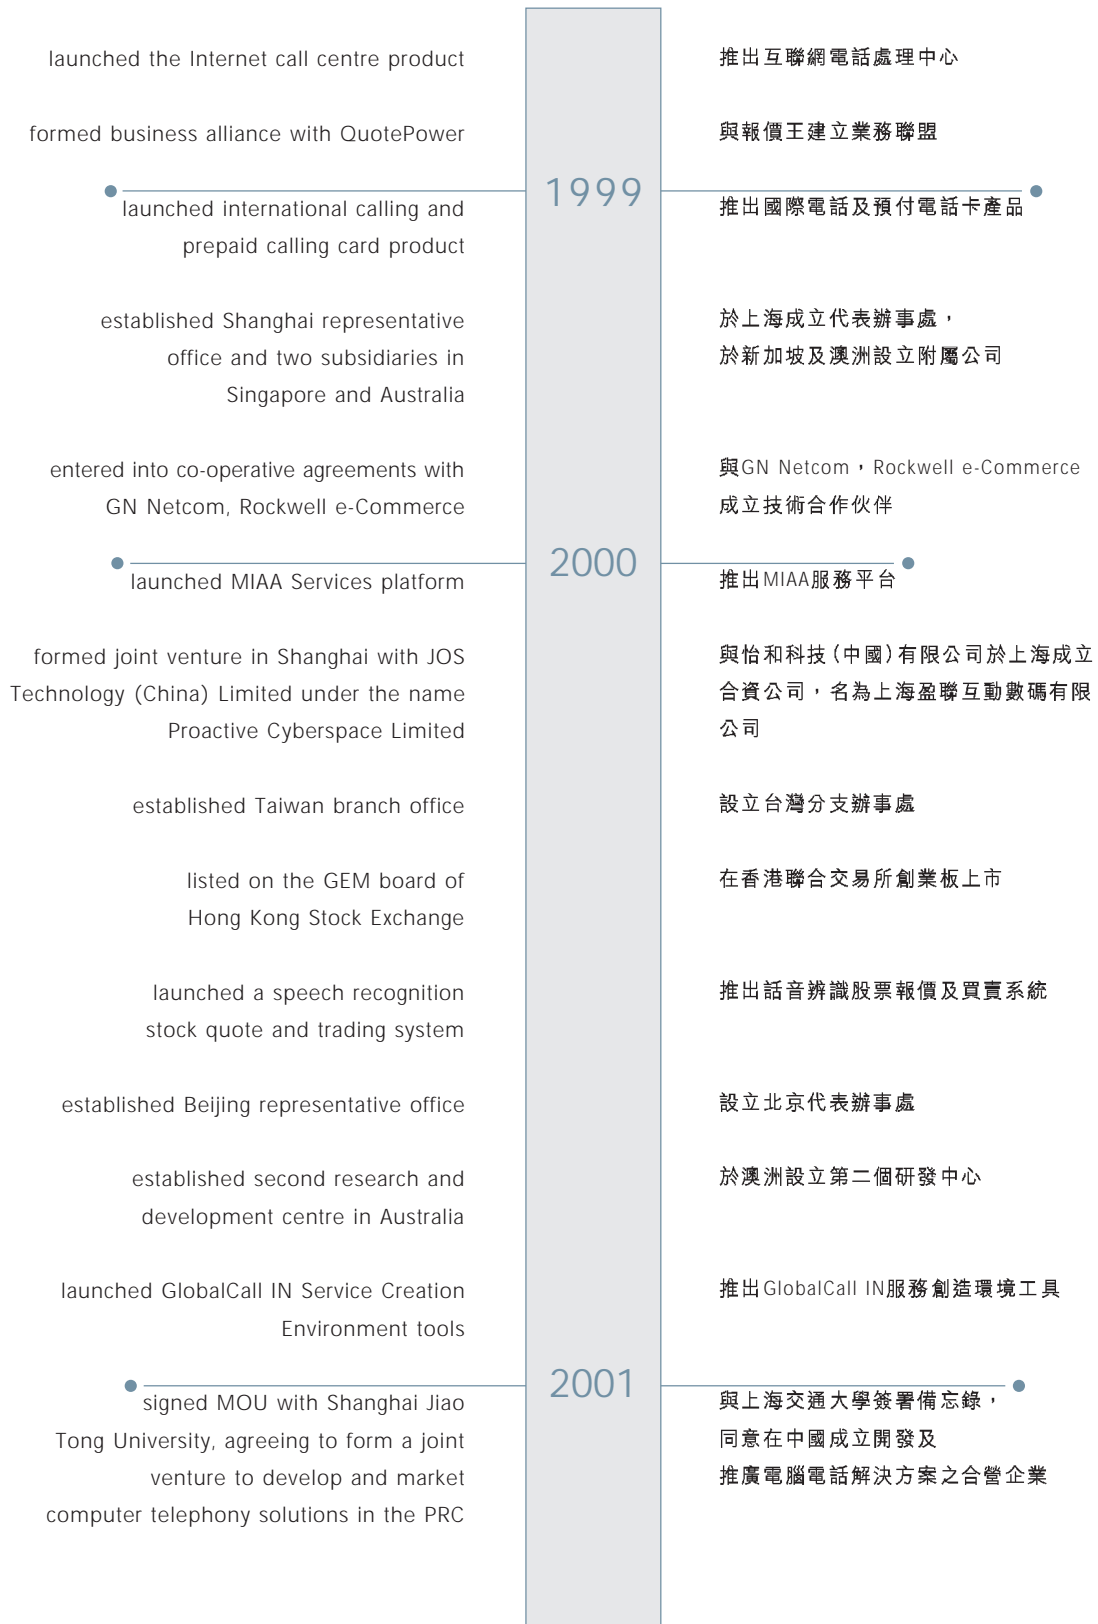 launched the Internet call centre product
推出互聯網電話處理中心
formed business alliance with QuotePower
與報價王建立業務聯盟
1999
launched international calling and
prepaid calling card product
推出國際電話及預付電話卡產品
established Shanghai representative
office and two subsidiaries in
Singapore and Australia
於上海成立代表辦事處，
於新加坡及澳洲設立附屬公司
entered into co-operative agreements with
GN Netcom, Rockwell e-Commerce
與GN Netcom，Rockwell e-Commerce
成立技術合作伙伴
2000
launched MIAA Services platform
推出MIAA服務平台
formed joint venture in Shanghai with JOS
Technology (China) Limited under the name
Proactive Cyberspace Limited
與怡和科技(中國)有限公司於上海成立
合資公司，名為上海盈聯互動數碼有限
公司
established Taiwan branch office
設立台灣分支辦事處
listed on the GEM board of
Hong Kong Stock Exchange
在香港聯合交易所創業板上市
launched a speech recognition
stock quote and trading system
推出話音辨識股票報價及買賣系統
established Beijing representative office
設立北京代表辦事處
established second research and
development centre in Australia
於澳洲設立第二個研發中心
launched GlobalCall IN Service Creation
Environment tools
推出GlobalCall IN服務創造環境工具
2001
signed MOU with Shanghai Jiao
Tong University, agreeing to form a joint
venture to develop and market
computer telephony solutions in the PRC
與上海交通大學簽署備忘錄，
同意在中國成立開發及
推廣電腦電話解決方案之合營企業